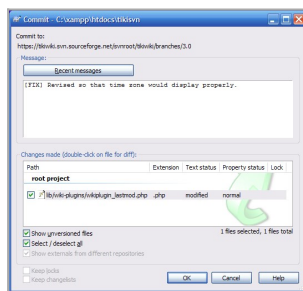 Commit - C:\xampp\htdocs\tikisvn
Commit to:
https://tikiwiki.svn.sourceforge.net/svnroot/tikiwiki/branches/3.0
Message:
Recent messages
[FIX] Revised so that time zone would display properly.
Changes made (double-click on file for diff):
Path Extension Text status Property status Lock
root project
lib/wiki-plugins/wikiplugin_lastmod.php .php modified normal
Show unversioned files
1 files selected, 1 files total
Select / deselect all
Show externals from different repositories
Keep locks
Keep changelists
OK Cancel Help